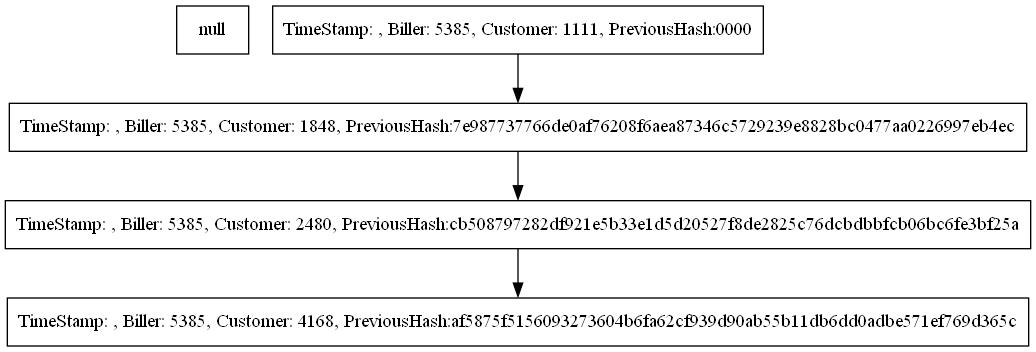 null
TimeStamp: , Biller: 5385, Customer: 1111, PreviousHash:0000
TimeStamp: , Biller: 5385, Customer: 1848, PreviousHash:7e987737766de0af76208f6aea87346c5729239e8828bc0477aa0226997eb4ec
TimeStamp: , Biller: 5385, Customer: 2480, PreviousHash:cb508797282df921e5b33e1d5d20527f8de2825c76dcbdbbfcb06bc6fe3bf25a
TimeStamp: , Biller: 5385, Customer: 4168, PreviousHash:af5875f5156093273604b6fa62cf939d90ab55b11db6dd0adbe571ef769d365c